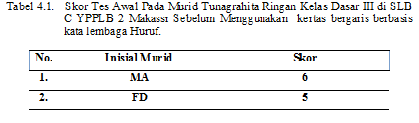 Tabel 4.1. Skor Tes Awal Pada Murid Tunagrahita Ringan Kelas Dasar III di SLB
C YPPLB 2 Makassr Sebelum Menggunakan kertas bergaris berbasis
kata lembaga Huruf.
No. Inisial Murid Skor
1. MA 6
2. FD 5